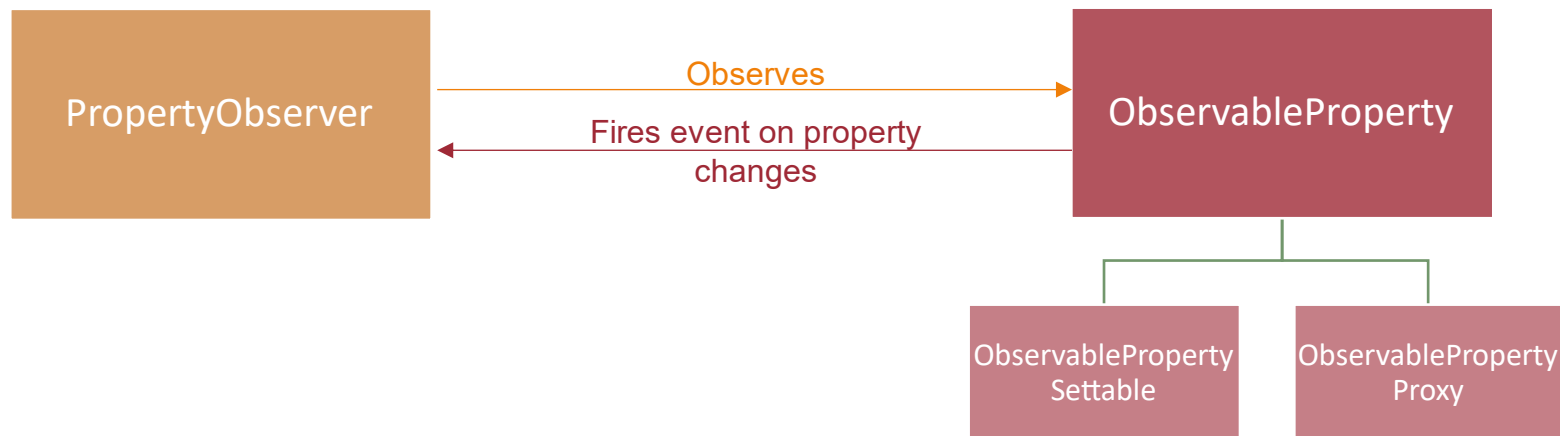 PropertyObserver
Observes
Fires event on property
changes
ObservableProperty
ObservableProperty
Settable
ObservableProperty
Proxy